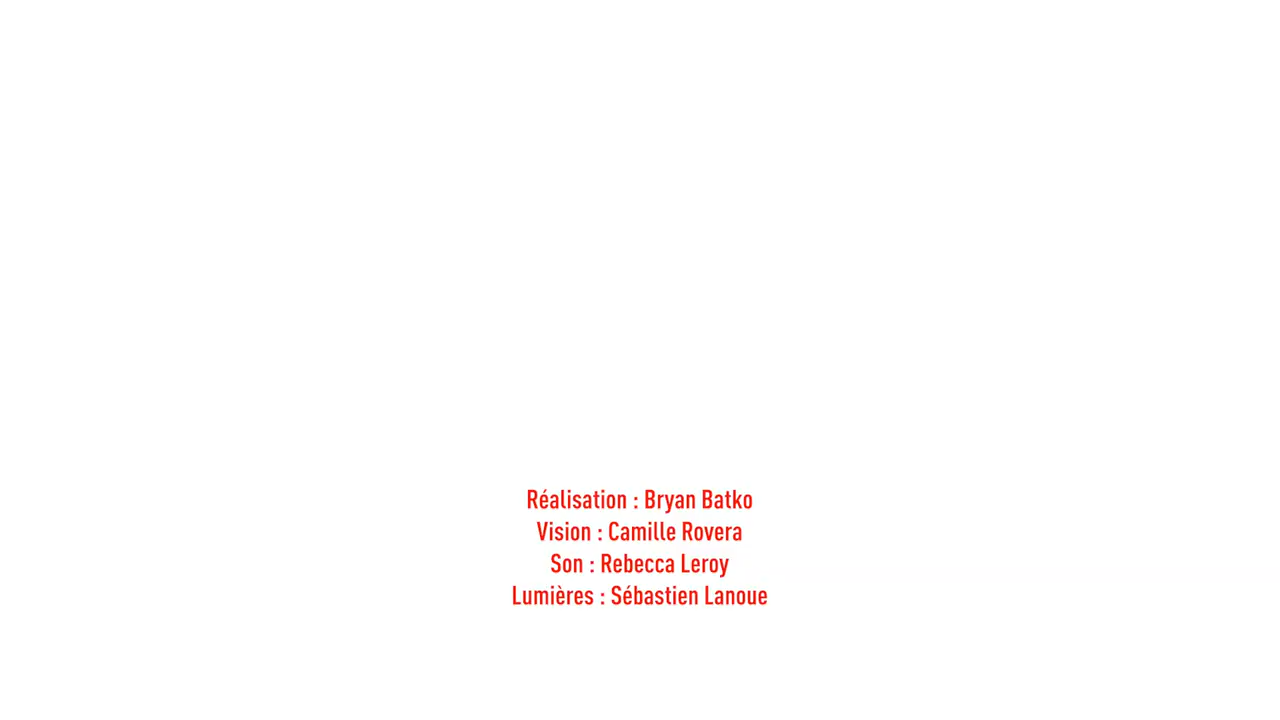 Réalisation : Bryan Batko
Vision : Camille Rovera
Son : Rebecca Leroy
Lumières : Sébastien Lanoue